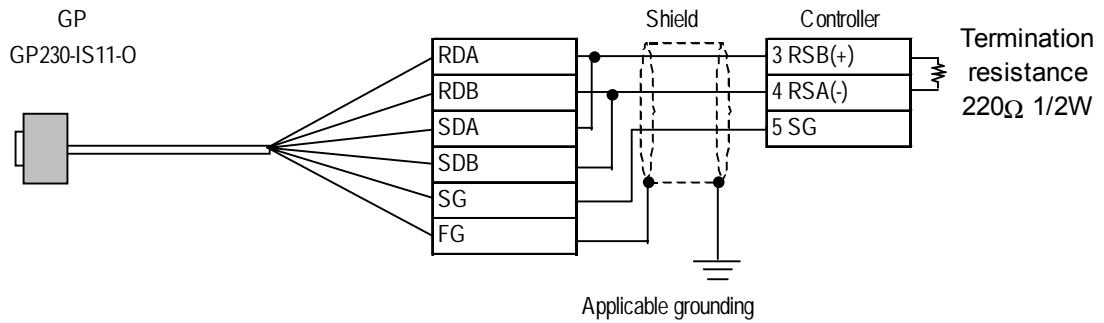 GP
GP230-IS11-O
RDA
RDB
SDA
SDB
SG
FG
Shield
Applicable grounding
Controller
3 RSB(+)
4 RSA(-)
5 SG
Termination
resistance
220Ω 1/2W